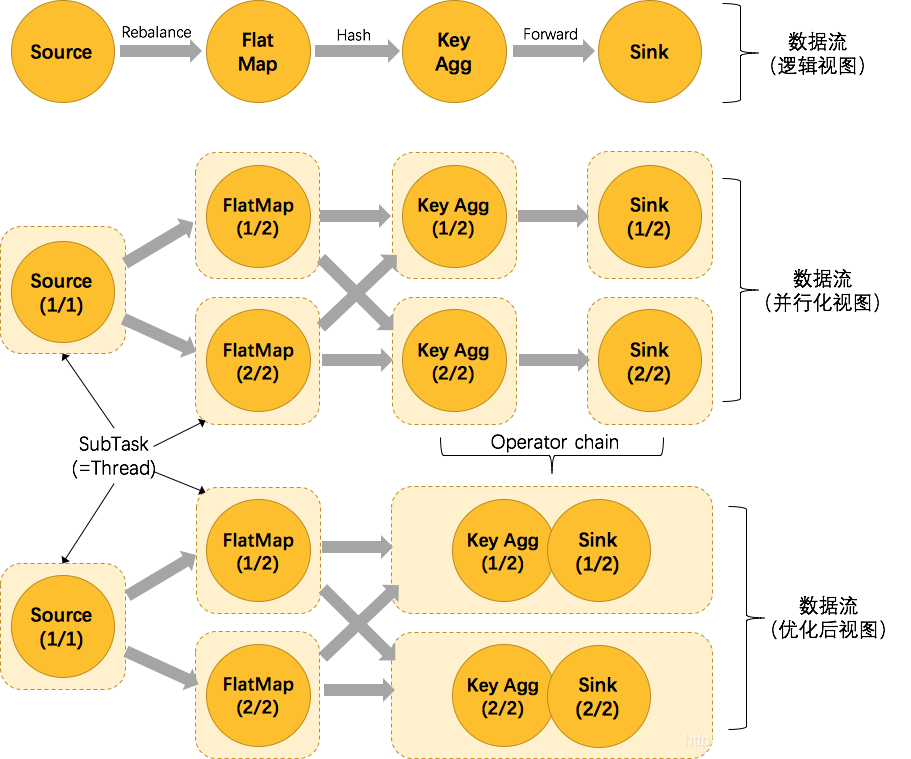 Source
Rebalance
Flat
Map
Hash
Key
Agg
Forward
Sink
数据流
(逻辑视图)
Source
(1/1)
FlatMap
(1/2)
Key Agg
(1/2)
Sink
(1/2)
FlatMap
(2/2)
Key Agg
(2/2)
Sink
(2/2)
数据流
(并行化视图)
SubTask
(=Thread)
Operator chain
Source
(1/1)
FlatMap
(1/2)
Key Agg
(1/2)
Sink
(1/2)
FlatMap
(2/2)
Key Agg
(2/2)
Sink
(2/2)
数据流
(优化后视图)